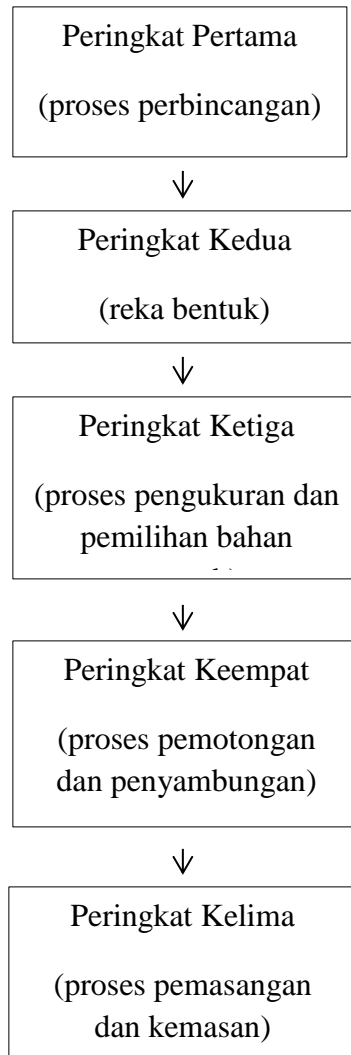 Peringkat Pertama
(proses perbincangan)
Peringkat Kedua
(reka bentuk)
Peringkat Ketiga
(proses pengukuran dan
pemilihan bahan
Peringkat Keempat
(proses pemotongan
dan penyambungan)
Peringkat Kelima
(proses pemasangan
dan kemasan)